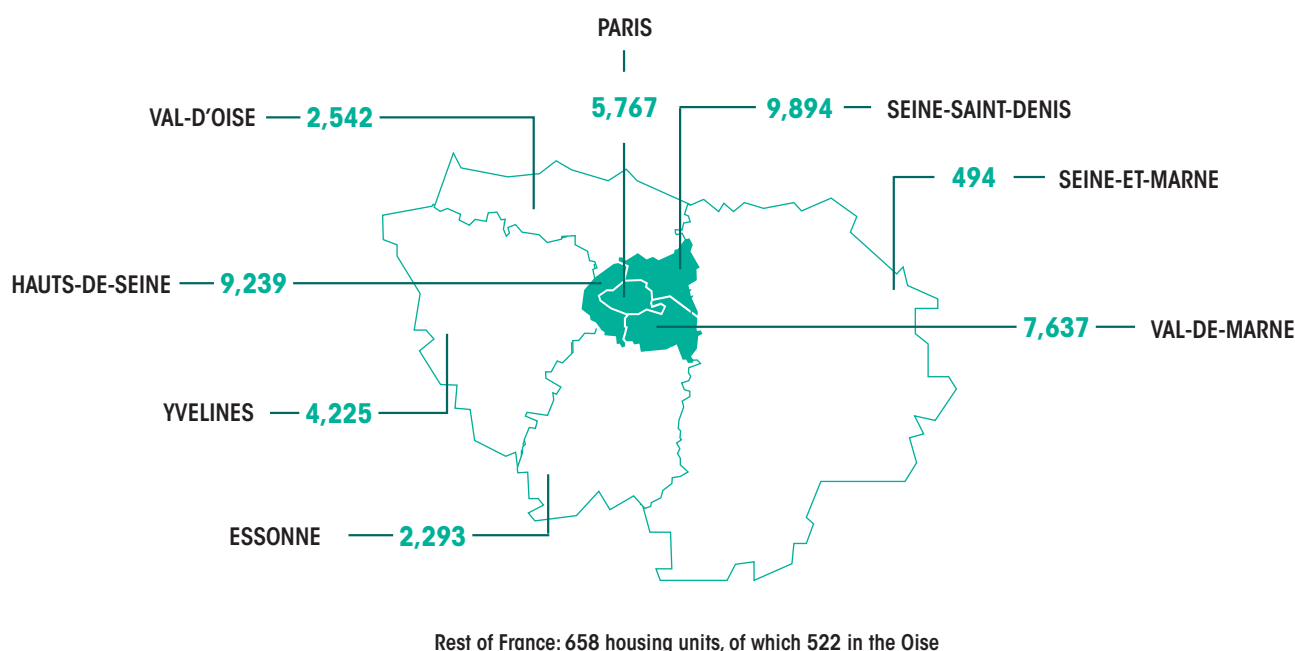 PARIS
5,767
VAL-D'OISE 2,542
9,894 SEINE-SAINT-DENIS
494 SEINE-ET-MARNE
HAUTS-DE-SEINE 9,239
7,637 VAL-DE-MARNE
YVELINES 4,225
ESSONNE 2,293
Rest of France: 658 housing units, of which 522 in the Oise